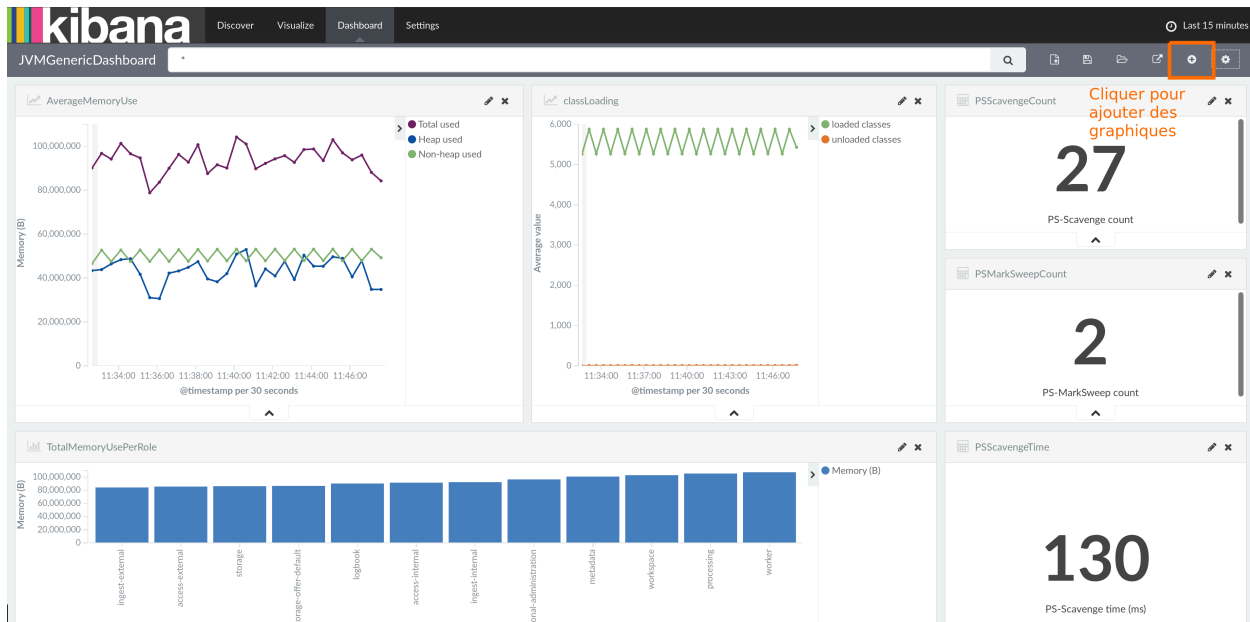 kibana
Discover
Visualize
Dashboard
Settings
Last 15 minutes
JVMGenericDashboard
*
AverageMemoryUse
Memory (B)
100,000,000
80,000,000
60,000,000
40,000,000
20,000,000
0
11:34:00 11:36:00 11:38:00 11:40:00 11:42:00 11:44:00 11:46:00
@timestamp per 30 seconds
Total used
Heap used
Non-heap used
classLoading
Average value
6,000
5,000
4,000
3,000
2,000
1,000
0
11:34:00 11:37:00 11:40:00 11:43:00 11:46:00
@timestamp per 30 seconds
loaded classes
unloaded classes
PSScavengeCount
Cliquer pour
ajouter des
graphiques
27
PS-Scavenge count
PSMarkSweepCount
2
PS-MarkSweep count
TotalMemoryUsePerRole
Memory (B)
100,000,000
80,000,000
60,000,000
40,000,000
20,000,000
0
ingest-external
access-external
storage
orage-offer-default
logbook
access-internal
ingest-internal
onal-administration
metadata
workspace
processing
worker
Memory (B)
PSScavengeTime
130
PS-Scavenge time (ms)